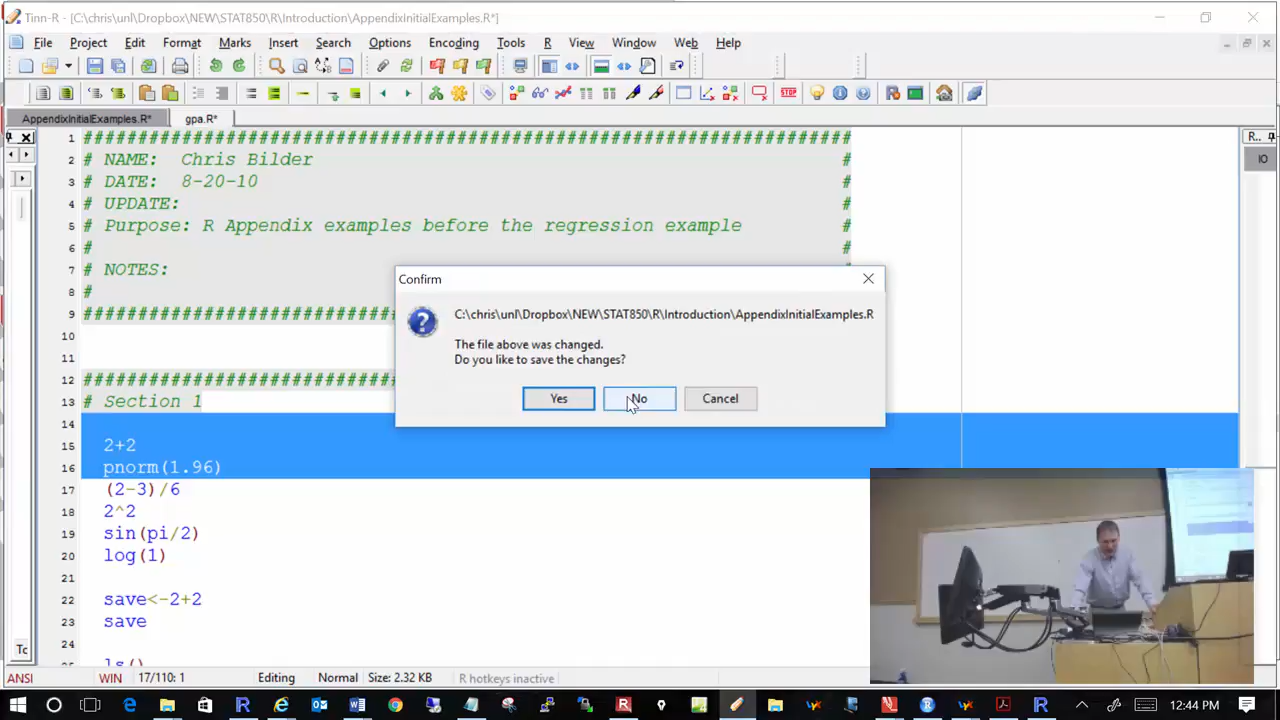 Tinn-R - [C:\chris\unl\Dropbox\NEW\STAT850\R\Introduction\AppendixInitialExamples.R*]
File Project Edit Format Marks Insert Search Options Encoding Tools R View Window Web Help
STOP
AppendixInitialExamples.R* gpa.R*
R..
IO
1 ################################################################
2 # NAME: Chris Bilder #
3 # DATE: 8-20-10 #
4 # UPDATE: #
5 # Purpose: R Appendix examples before the regression example #
6 # #
7 # NOTES:
8 #
9 ############################
10
11
12 ############################
13 # Section 1
14
15 2+2
16 pnorm(1.96)
17 (2-3)/6
18 2^2
19 sin(pi/2)
20 log(1)
21
22 save<-2+2
23 save
24
ls()
Confirm
C:\chris\unl\Dropbox\NEW\STAT850\R\Introduction\AppendixInitialExamples.R
The file above was changed.
Do you like to save the changes?
Yes No Cancel
Tc
ANSI WIN 17/110: 1 Editing Normal Size: 2.32 KB R hotkeys inactive
12:44 PM